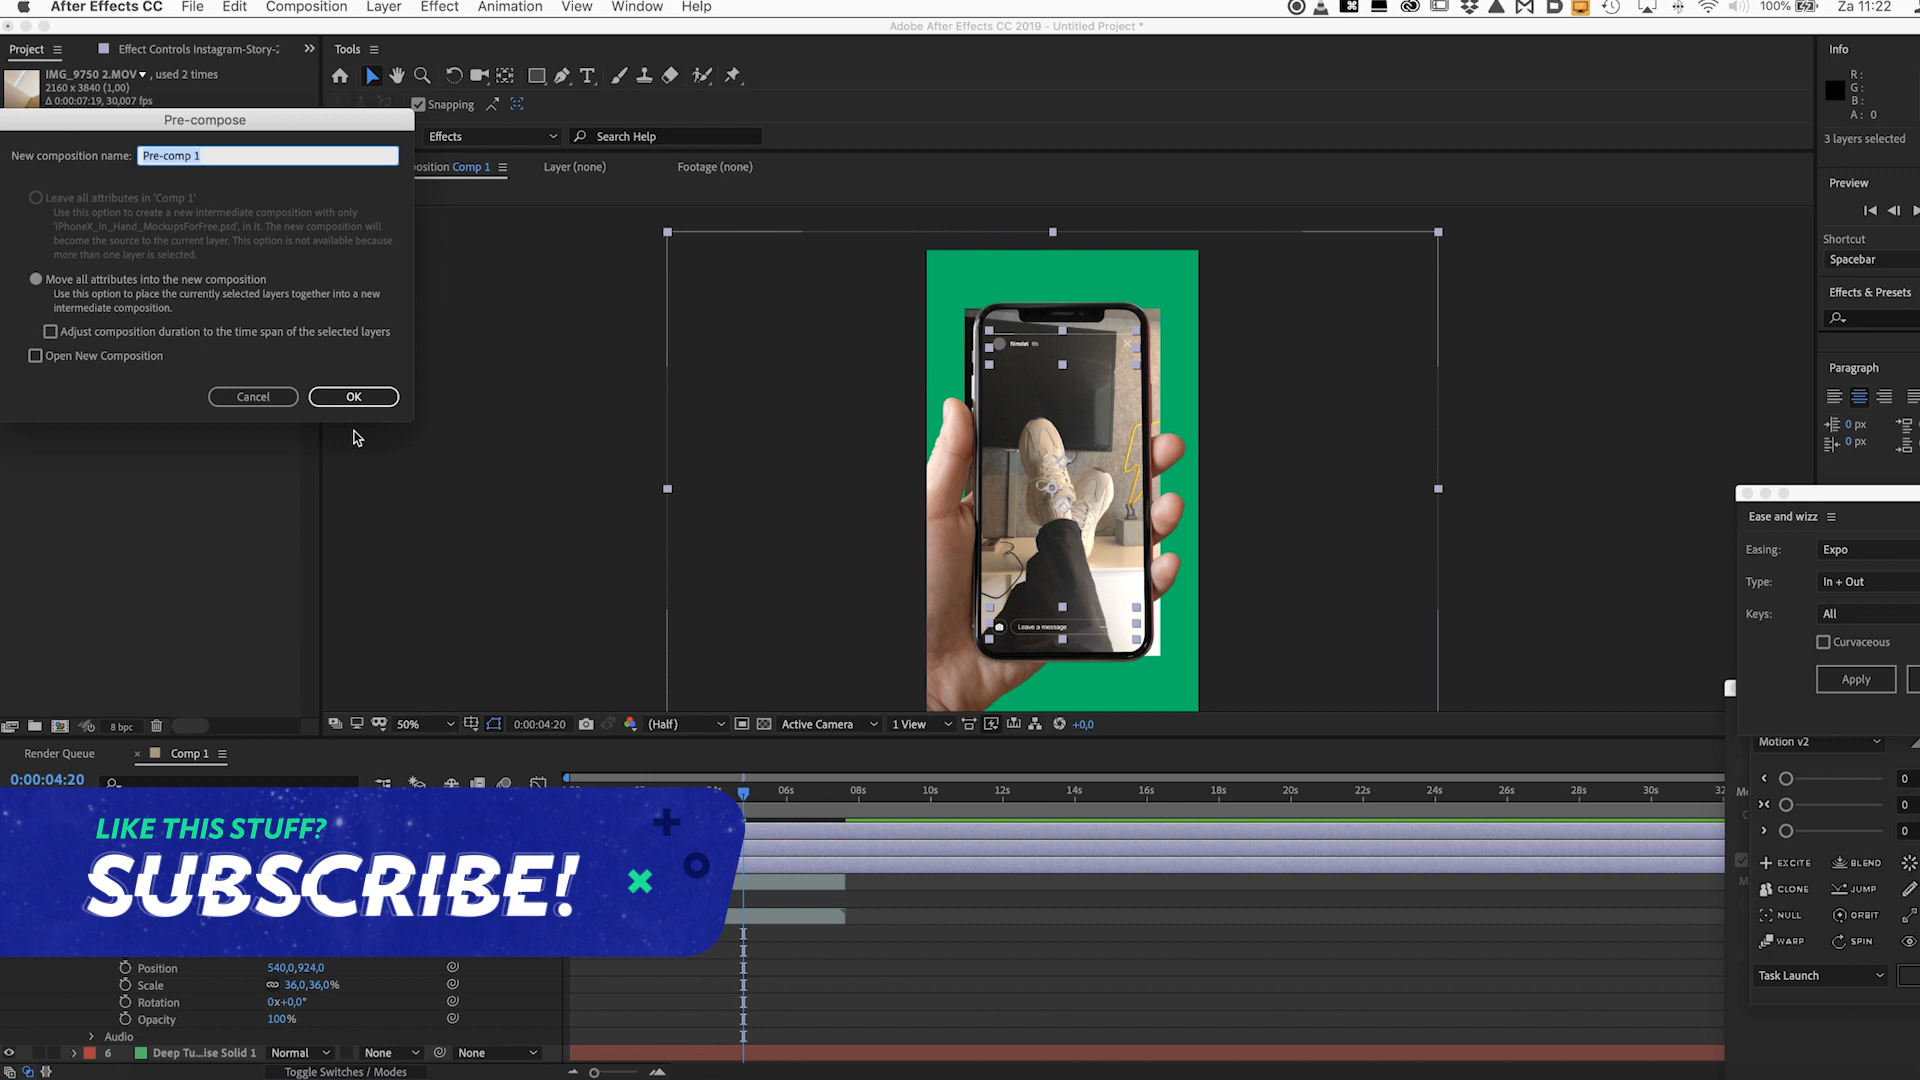 After Effects CC File Edit Composition Layer Effect Animation View Window Help 100% Za 11:22
Adobe After Effects CC 2019 - Untitled Project *
Project Effect Controls Instagram-Story-2 Tools Info
IMG_9750 2.MOV , used 2 times
2160 x 3840 (1,00)
Δ 0:00:07:19, 30,007 fps
R :
G :
B :
A : 0
Snapping
Pre-compose
Effects Search Help
3 layers selected
New composition name: Pre-comp 1
position Comp 1 Layer (none) Footage (none)
Preview
Leave all attributes in 'Comp 1'
Use this option to create a new intermediate composition with only
'iPhoneX_In_Hand_MockupsForFree.psd', in it. The new composition will
become the source to the current layer. This option is not available because
more than one layer is selected.
Shortcut
Spacebar
Move all attributes into the new composition
Use this option to place the currently selected layers together into a new
intermediate composition.
Effects & Presets
Adjust composition duration to the time span of the selected layers
Open New Composition
Cancel OK
Paragraph
0 px
0 px
filmdat 6h
Leave a message
Ease and wizz
Easing: Expo
Type: In + Out
Keys: All
Curvaceous
Apply
8 bpc 50% 0:00:04:20 (Half) Active Camera 1 View +0,0
Render Queue Comp 1
Motion v2
0:00:04:20
06s 08s 10s 12s 14s 16s 18s 20s 22s 24s 26s 28s 30s 32
0
0
0
LIKE THIS STUFF?
SUBSCRIBE!
EXCITE BLEND
CLONE JUMP
NULL ORBIT
WARP SPIN
Task Launch
Position 540,0,924,0
Scale 36,0,36,0%
Rotation 0x+0,0°
Opacity 100%
Audio
6 Deep Tu...ise Solid 1 Normal None None
Toggle Switches / Modes